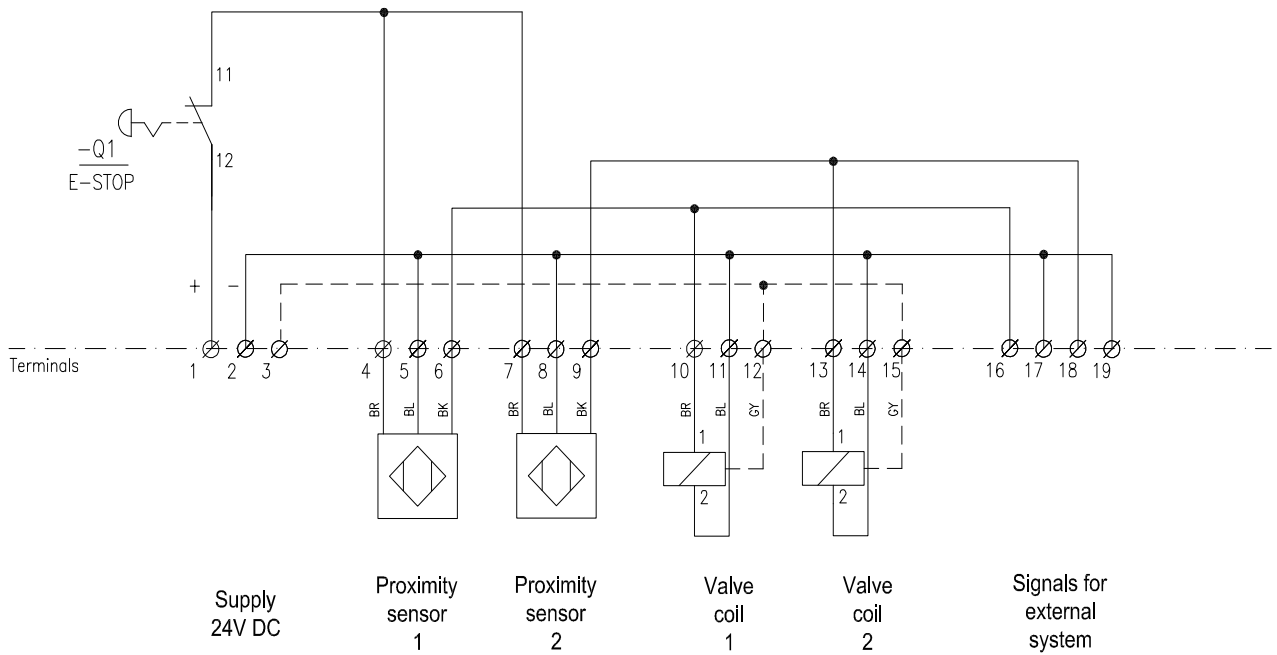 11
-Q1
12
E-STOP
+ -
Terminals
1 2 3 4 5 6 7 8 9 10 11 12 13 14 15 16 17 18 19
BR BL BK BR BL BK BR BL GY BR BL GY
1 1
2 2
Supply
24V DC
Proximity
sensor
1
Proximity
sensor
2
Valve
coil
1
Valve
coil
2
Signals for
external
system